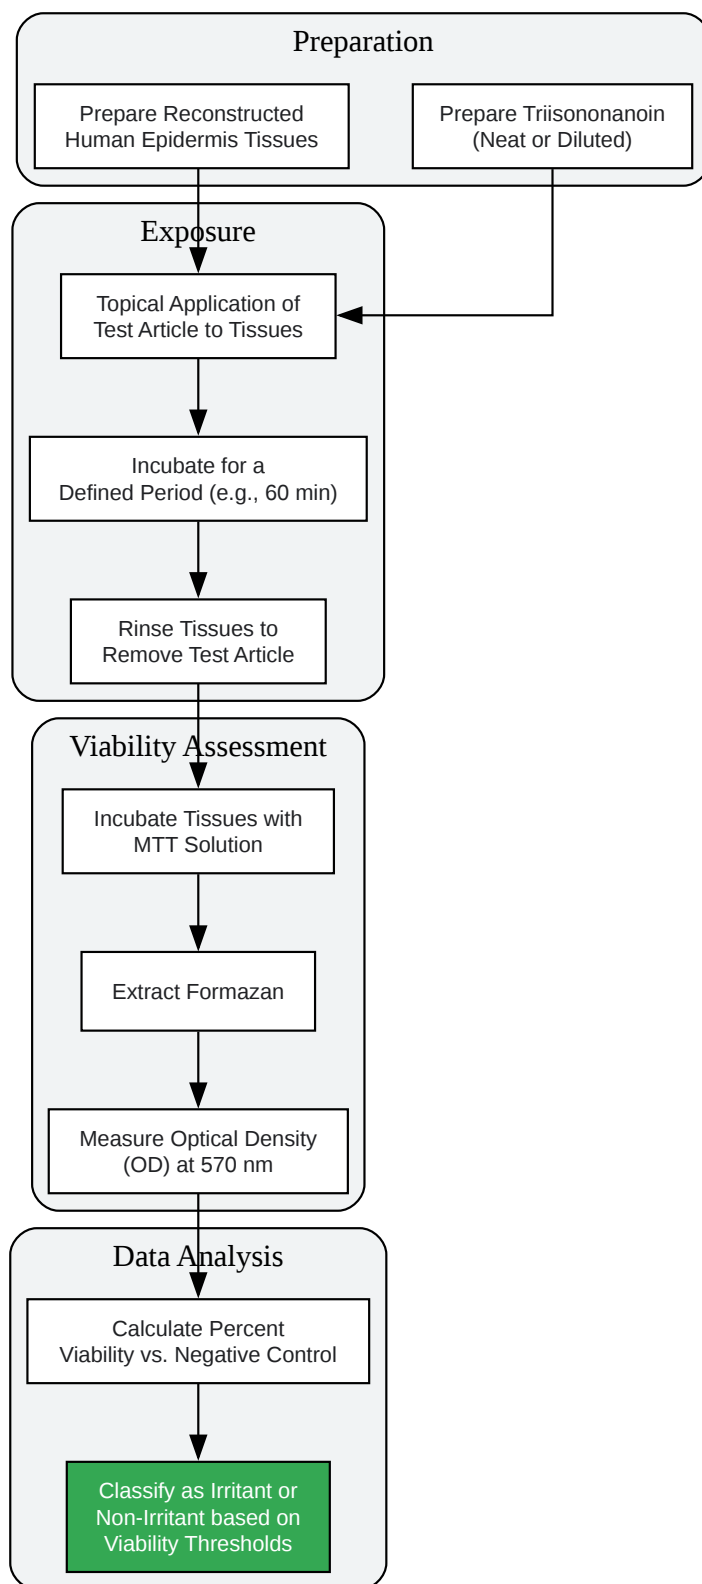 Preparation
Prepare Reconstructed
Human Epidermis Tissues
Prepare Triisononanoin
(Neat or Diluted)
Exposure
Topical Application of
Test Article to Tissues
Incubate for a
Defined Period (e.g., 60 min)
Rinse Tissues to
Remove Test Article
Viability Assessment
Incubate Tissues with
MTT Solution
Extract Formazan
Measure Optical Density
(OD) at 570 nm
Data Analysis
Calculate Percent
Viability vs. Negative Control
Classify as Irritant or
Non-Irritant based on
Viability Thresholds